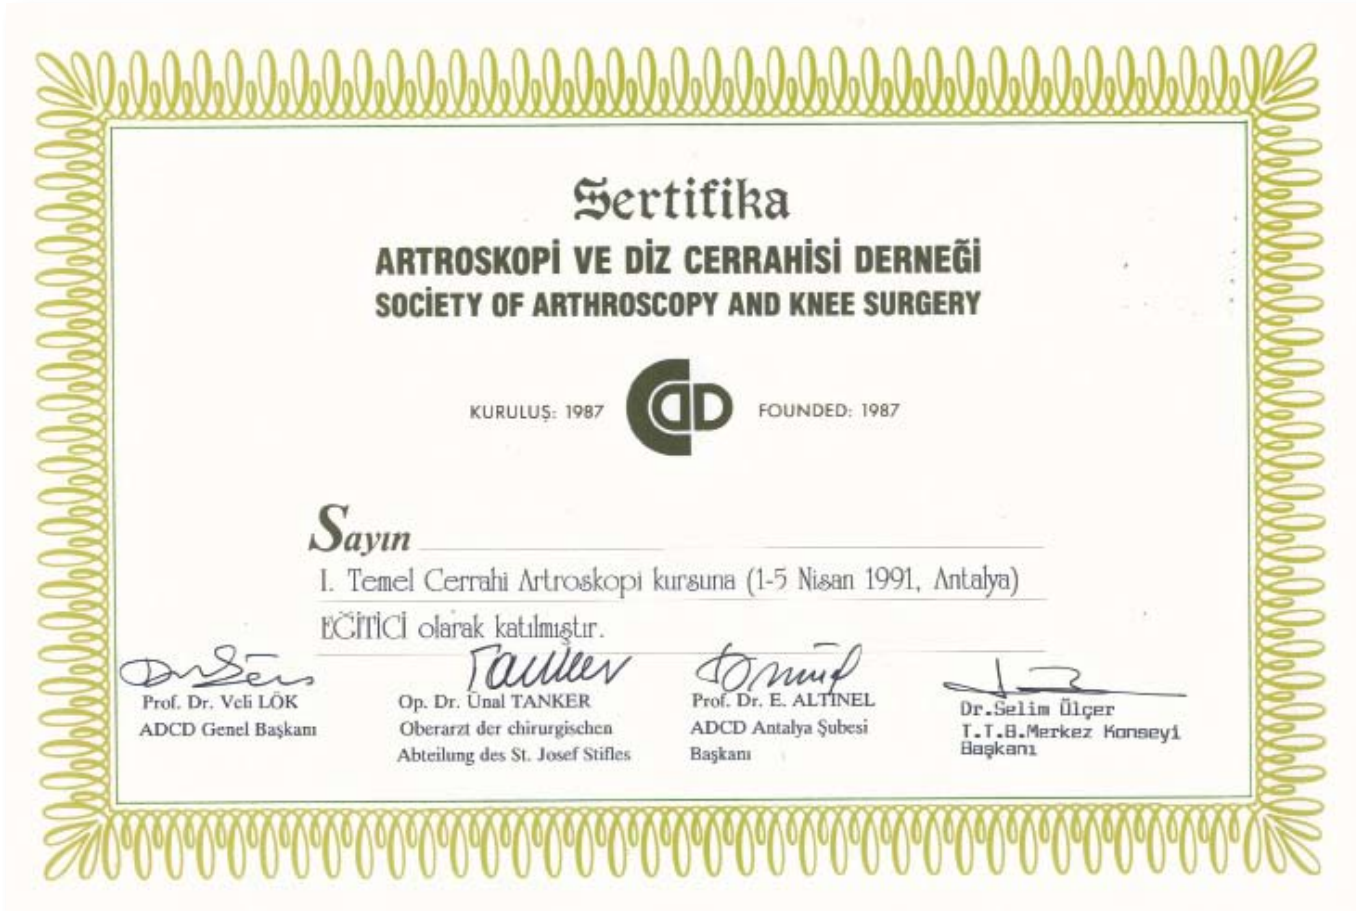 Sertifika
ARTROSKOPİ VE DİZ CERRAHİSİ DERNEĞİ
SOCİETY OF ARTHROSCOPY AND KNEE SURGERY
KURULUŞ: 1987
FOUNDED: 1987
Sayın
I. Temel Cerrahi Artroskopi kursuna (1-5 Nisan 1991, Antalya)
EĞİTİCİ olarak katılmıştır.
Prof. Dr. Veli LÖK
ADCD Genel Başkanı
Op. Dr. Ünal TANKER
Oberarzt der chirurgischen
Abteilung des St. Josef Stifles
Prof. Dr. E. ALTINEL
ADCD Antalya Şubesi
Başkanı
Dr.Selim Ülçer
T.T.B.Merkez Konseyi
Başkanı